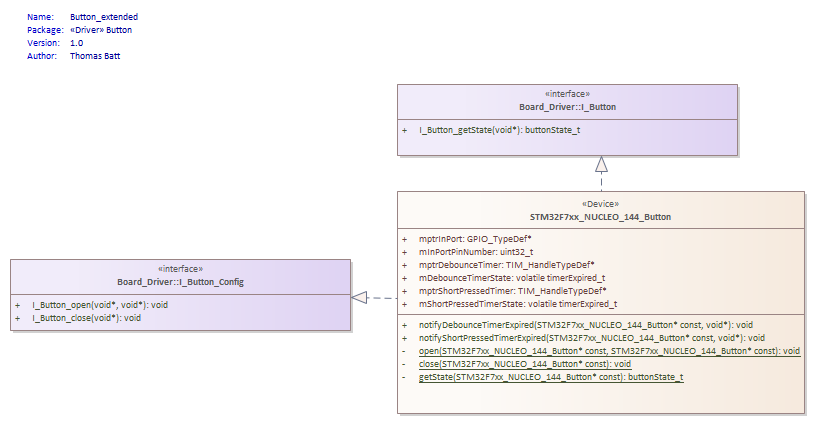 Name: Button_extended
Package: «Driver» Button
Version: 1.0
Author: Thomas Batt
«interface»
Board_Driver::I_Button
+ I_Button_getState(void*): buttonState_t
«Device»
STM32F7xx_NUCLEO_144_Button
+ mptrInPort: GPIO_TypeDef*
+ mInPortPinNumber: uint32_t
+ mptrDebounceTimer: TIM_HandleTypeDef*
+ mDebounceTimerState: volatile timerExpired_t
+ mptrShortPressedTimer: TIM_HandleTypeDef*
+ mShortPressedTimerState: volatile timerExpired_t
+ notifyDebounceTimerExpired(STM32F7xx_NUCLEO_144_Button* const, void*): void
+ notifyShortPressedTimerExpired(STM32F7xx_NUCLEO_144_Button* const, void*): void
- open(STM32F7xx_NUCLEO_144_Button* const, STM32F7xx_NUCLEO_144_Button* const): void
- close(STM32F7xx_NUCLEO_144_Button* const): void
- getState(STM32F7xx_NUCLEO_144_Button* const): buttonState_t
«interface»
Board_Driver::I_Button_Config
+ I_Button_open(void*, void*): void
+ I_Button_close(void*): void